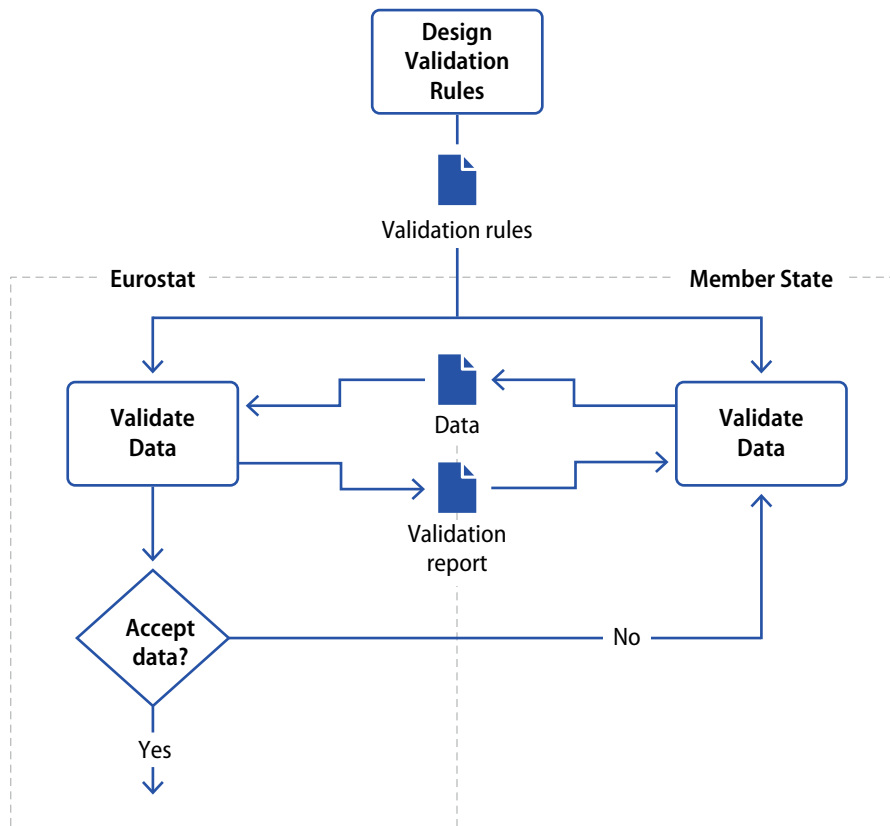 Design
Validation
Rules
Validation rules
Eurostat
Member State
Validate
Data
Data
Validate
Data
Validation
report
Accept
data?
No
Yes